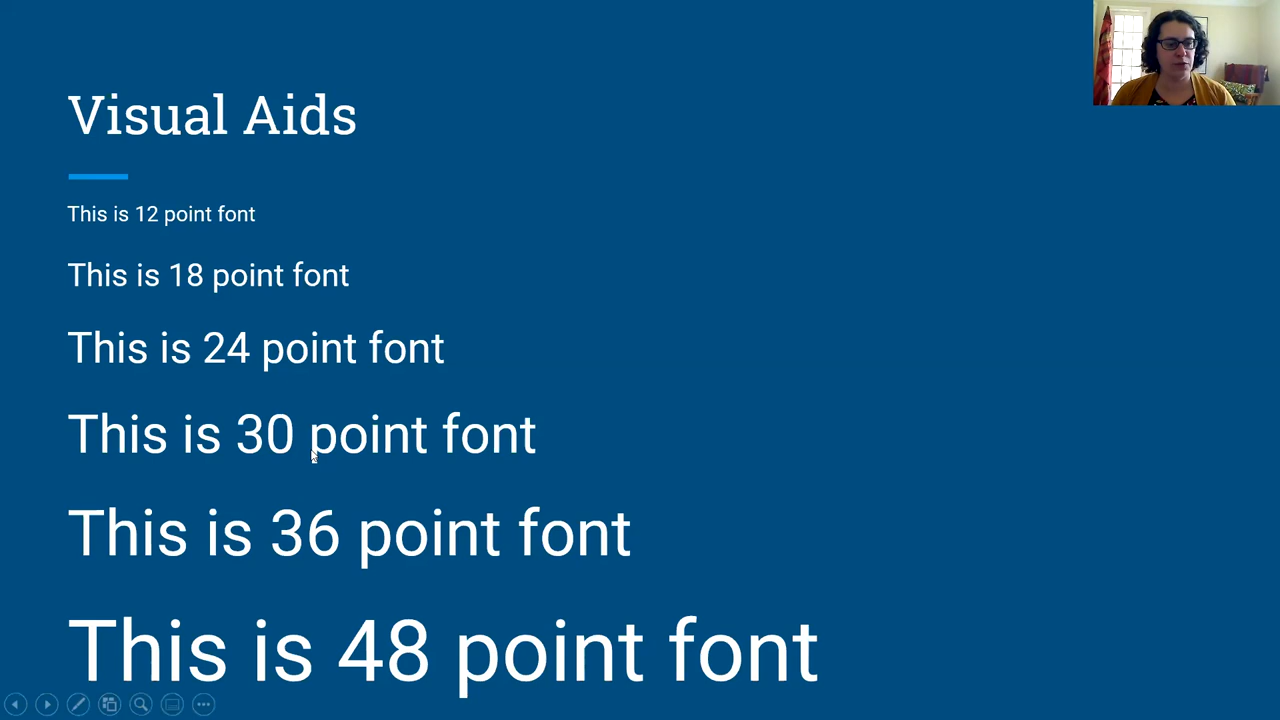 Visual Aids
This is 12 point font
This is 18 point font
This is 24 point font
This is 30 point font
This is 36 point font
This is 48 point font